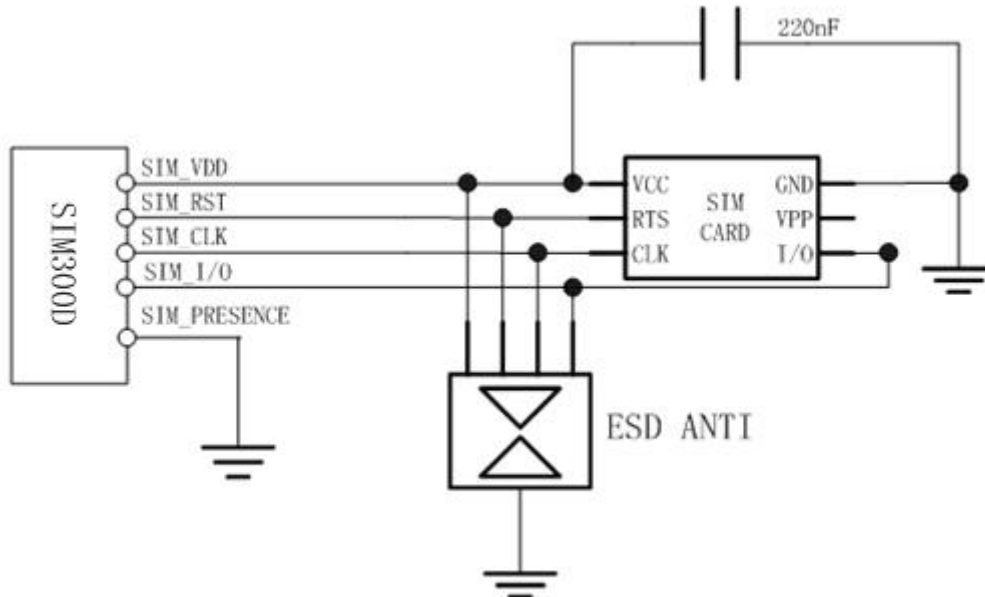 220nF
SIM300D
SIM_VDD
SIM_RST
SIM_CLK
SIM_I/O
SIM_PRESENCE
VCC
RTS
CLK
SIM
CARD
GND
VPP
I/O
ESD ANTI